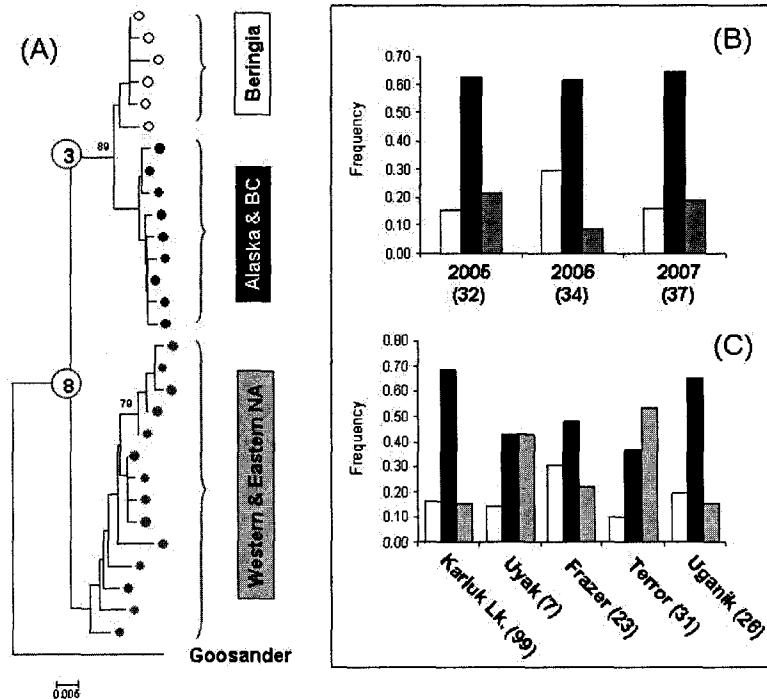 (A)
Beringia
89
3
Alaska & BC
8
79
Western & Eastern NA
Goosander
0.005
(B)
Frequency
0.70
0.60
0.50
0.40
0.30
0.20
0.10
0.00
2005 2006 2007
(32) (34) (37)
(C)
Frequency
0.80
0.70
0.60
0.50
0.40
0.30
0.20
0.10
0.00
Karluk Lk. (99)
Uyak (7)
Frazer (23)
Terror (31)
Uganik (26)